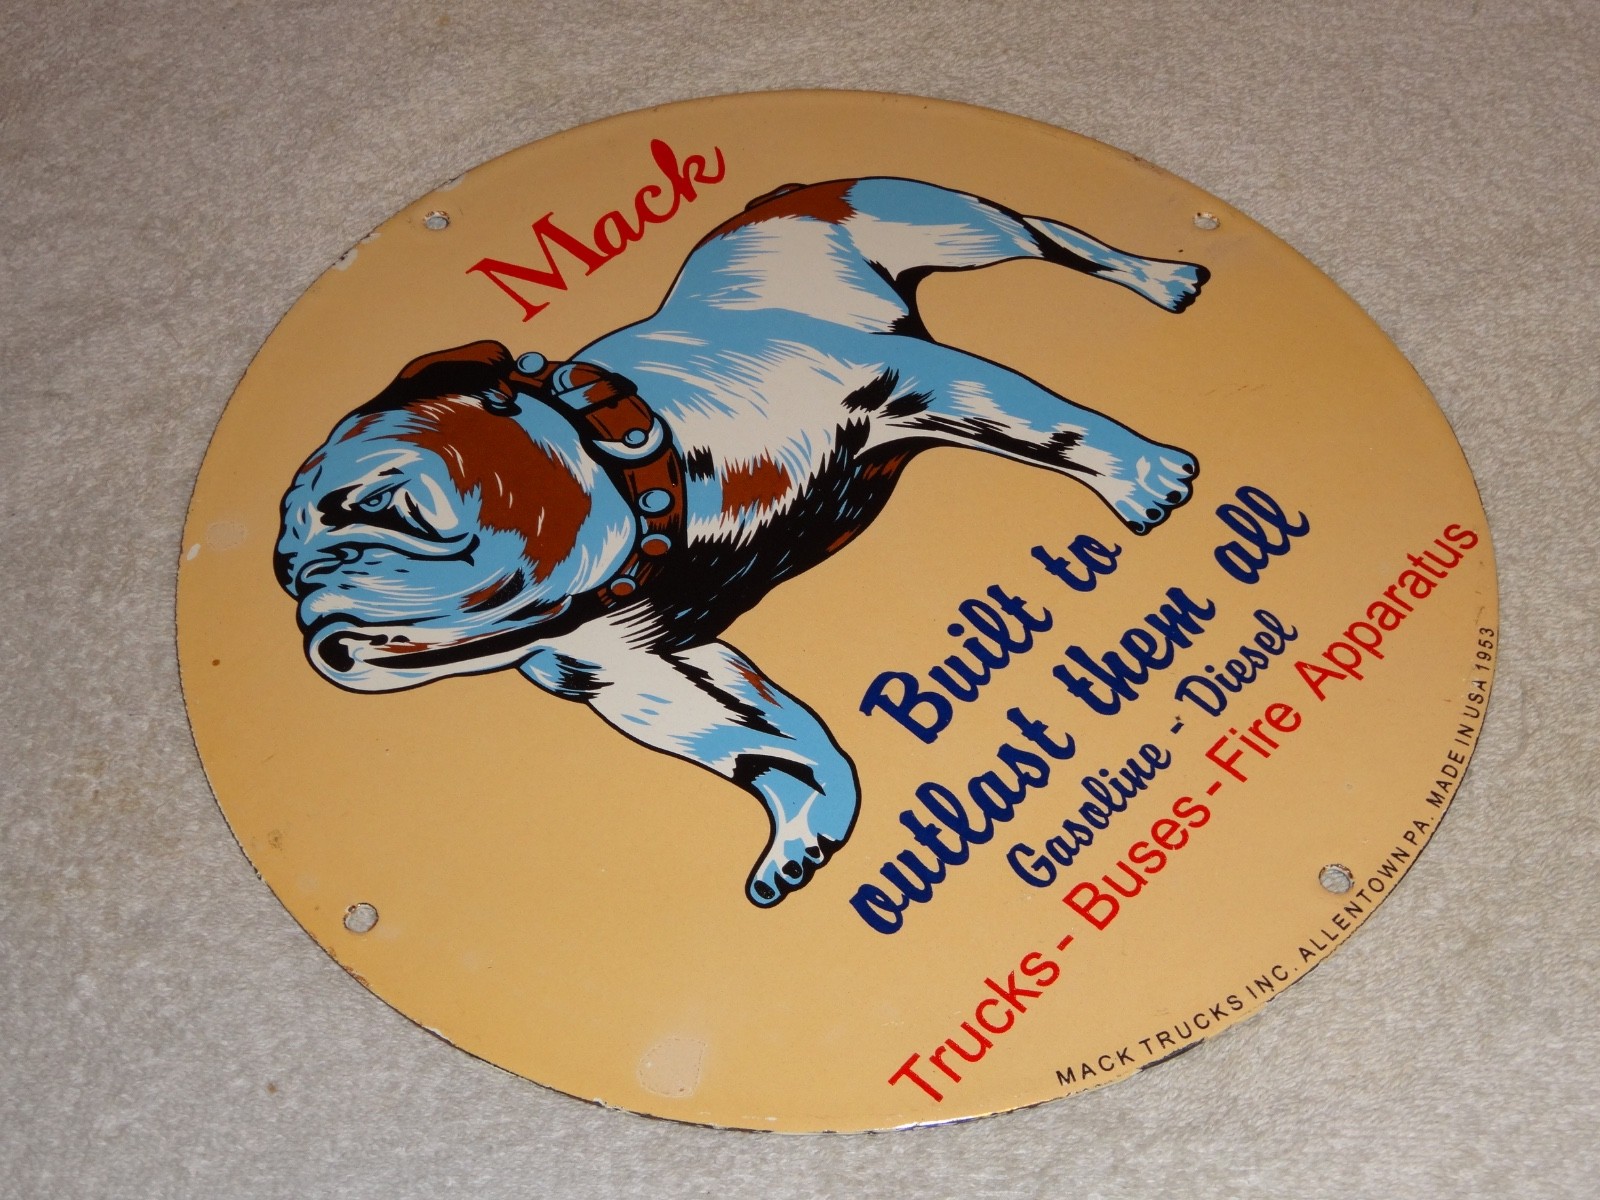 Mack
Built to
outlast them all
Gasoline - Diesel
Trucks - Buses - Fire Apparatus
MACK TRUCKS INC. ALLENTOWN PA. MADE IN USA 1953